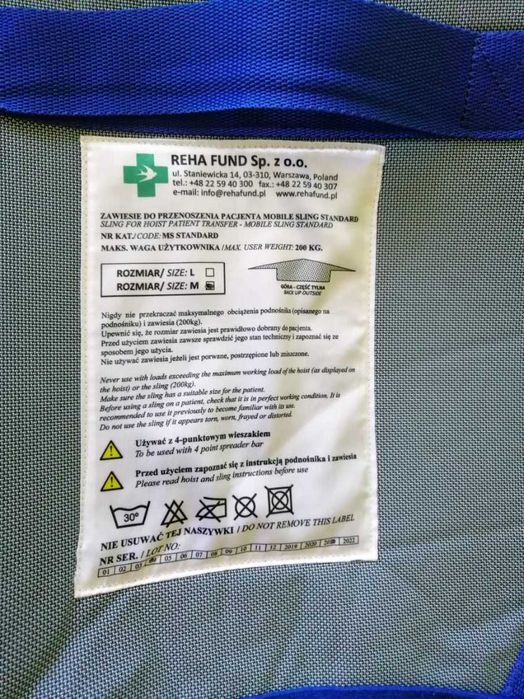 REHA FUND Sp. z o.o.
ul. Staniewicka 14, 03-310, Warszawa, Poland
tel.: +48 22 59 40 300 fax.: +48 22 59 40 307
e-mail: info@rehafund.pl www.rehafund.pl
ZAWIESIE DO PRZENOSZENIA PACJENTA MOBILE SLING STANDARD
SLING FOR HOIST PATIENT TRANSFER - MOBILE SLING STANDARD
NR KAT./CODE: MS STANDARD
MAKS. WAGA UŻYTKOWNIKA /MAX. USER WEIGHT: 200 KG.
ROZMIAR/ SIZE: L
ROZMIAR/ SIZE: M
GÓRA - CZĘŚĆ TYLNA
BACK UP OUTSIDE
Nigdy nie przekraczać maksymalnego obciążenia podnośnika (opisanego na
podnośniku) i zawiesia (200kg).
Upewnić się, że rozmiar zawiesia jest prawidłowo dobrany do pacjenta.
Przed użyciem zawiesia zawsze sprawdzić jego stan techniczny i zapoznać się ze
sposobem jego użycia.
Nie używać zawiesia jeżeli jest porwane, postrzępione lub zniszczone.
Never use with loads exceeding the maximum working load of the hoist (as displayed on
the hoist) or the sling (200kg).
Make sure the sling has a suitable size for the patient.
Before using a sling on a patient, check that it is in perfect working condition. It is
recommended to use it previously to become familiar with its use.
Do not use the sling if it appears torn, worn, frayed or distorted.
Używać z 4-punktowym wieszakiem
To be used with 4 point spreader bar
Przed użyciem zapoznać się z instrukcją podnośnika i zawiesia
Please read hoist and sling instructions before use
30°
NIE USUWAĆ TEJ NASZYWKI / DO NOT REMOVE THIS LABEL
NR SER. / LOT NO:
01 02 03 05 06 07 08 09 10 11 12 2019 2020 2022